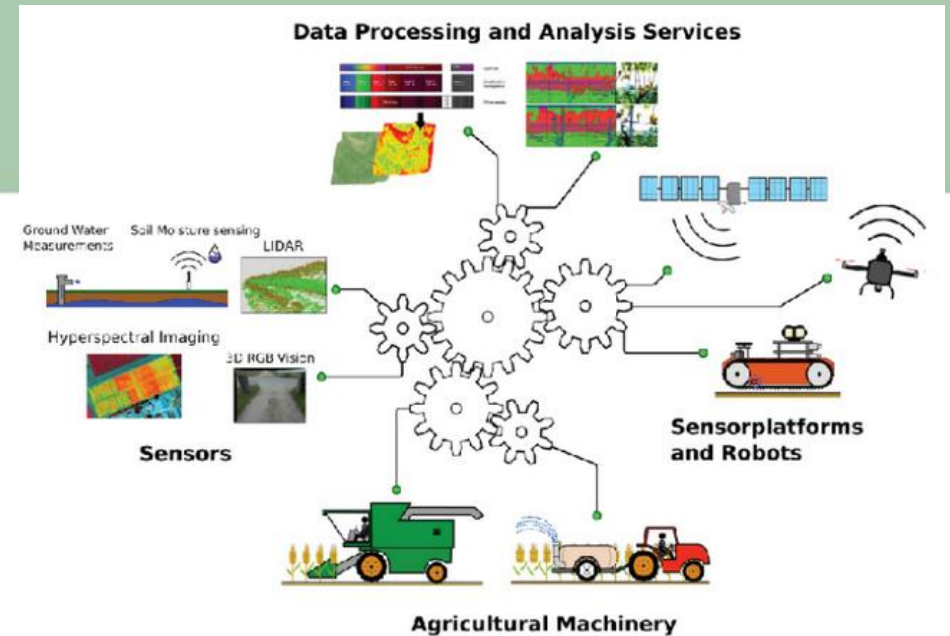 Data Processing and Analysis Services
Ground Water
Measurements
Soil Moisture sensing
LIDAR
Hyperspectral Imaging
3D RGB Vision
Sensors
Sensorplatforms
and Robots
Agricultural Machinery